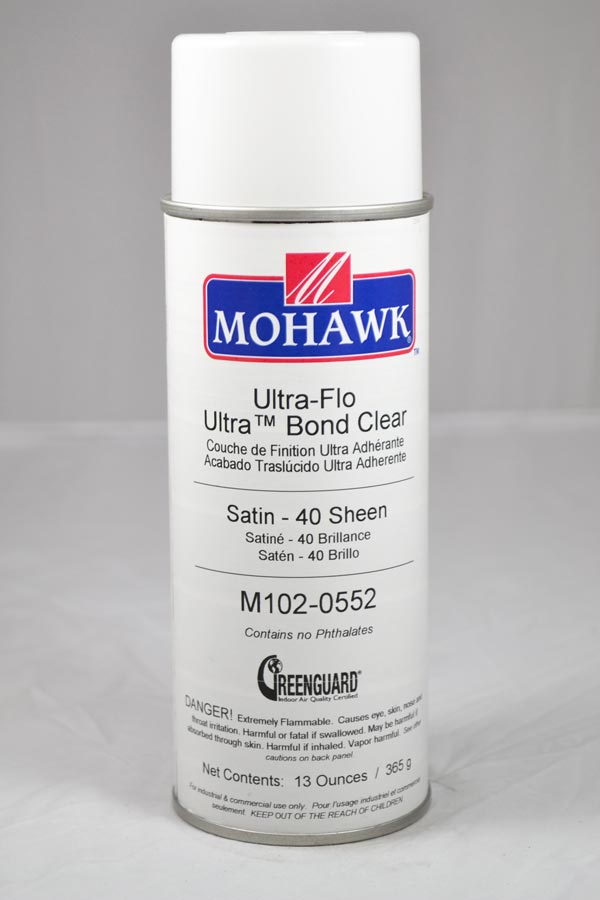 M
MOHAWK®
™
Ultra-Flo
Ultra™ Bond Clear
Couche de Finition Ultra Adhérante
Acabado Traslúcido Ultra Adherente
Satin - 40 Sheen
Satiné - 40 Brillance
Satén - 40 Brillo
M102-0552
Contains no Phthalates
GREENGUARD®
Indoor Air Quality Certified
DANGER! Extremely Flammable. Causes eye, skin, nose and
throat irritation. Harmful or fatal if swallowed. May be harmful if
absorbed through skin. Harmful if inhaled. Vapor harmful. See other
cautions on back panel.
Net Contents: 13 Ounces / 365 g
For industrial & commercial use only. Pour l'usage industriel et commercial
seulement. KEEP OUT OF THE REACH OF CHILDREN.